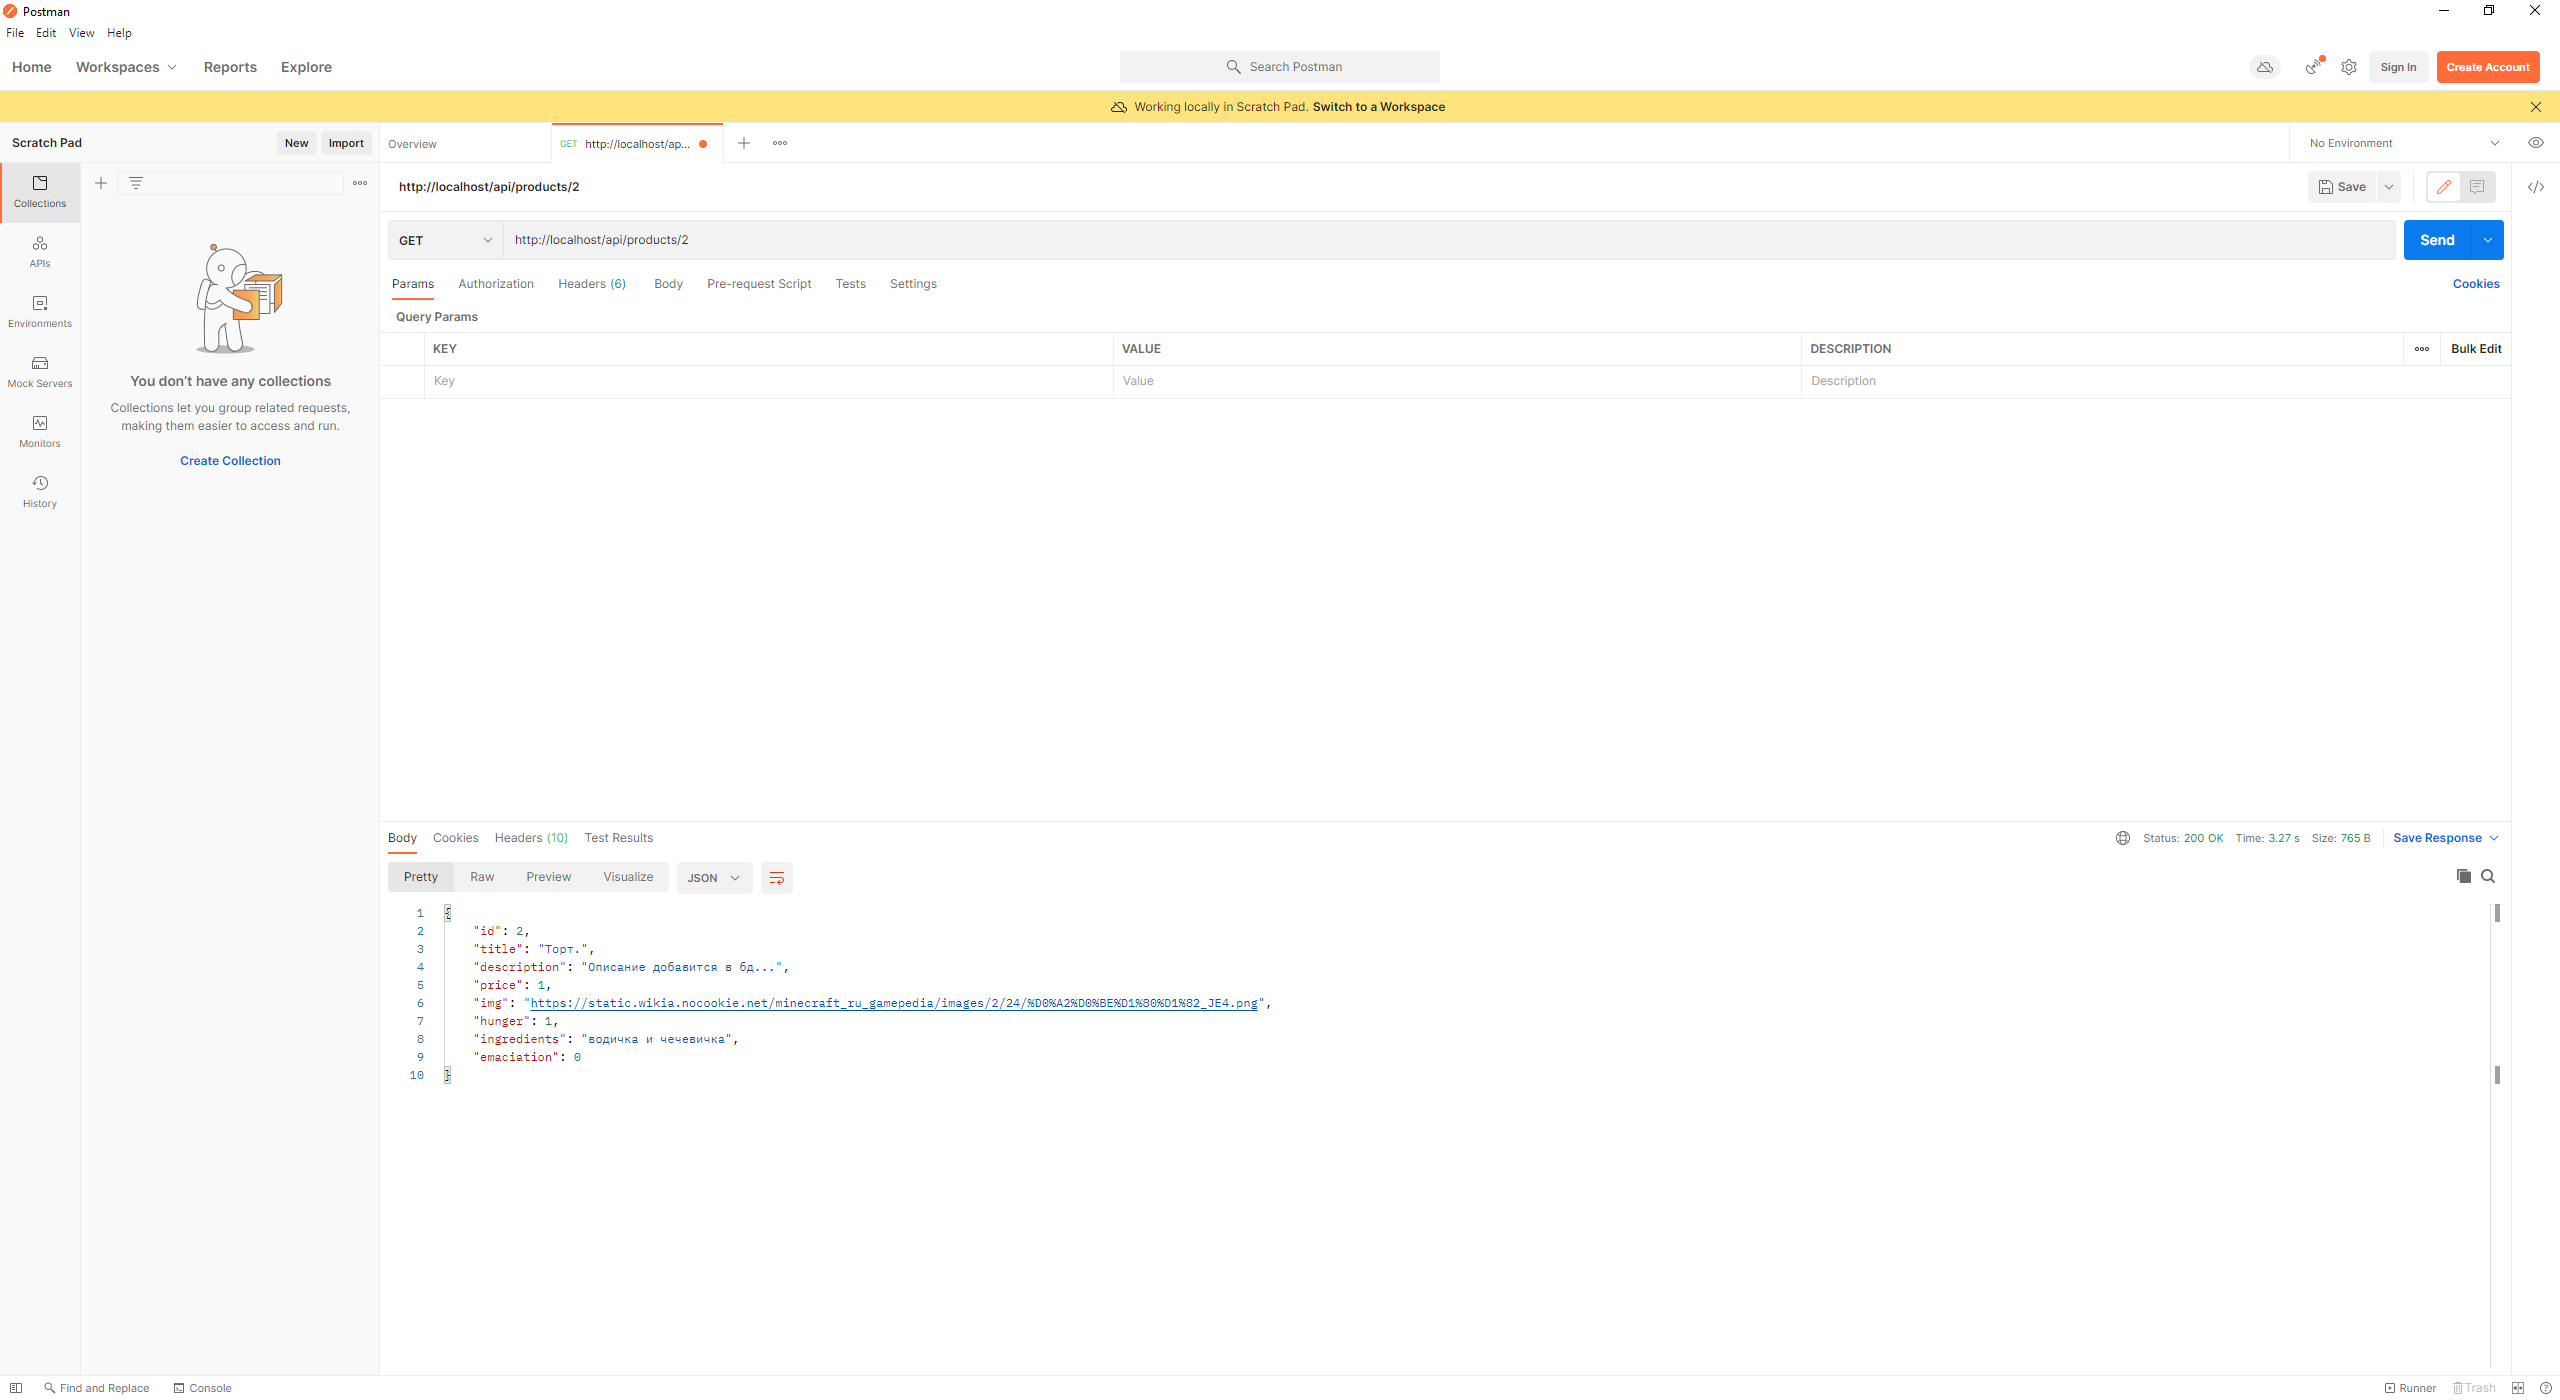 Postman
File Edit View Help
Home Workspaces Reports Explore Search Postman Sign In Create Account
Working locally in Scratch Pad. Switch to a Workspace
Scratch Pad New Import Overview GET http://localhost/ap... No Environment
http://localhost/api/products/2 Save
Collections
GET http://localhost/api/products/2 Send
APIs
Params Authorization Headers (6) Body Pre-request Script Tests Settings Cookies
Query Params
Environments
KEY VALUE DESCRIPTION Bulk Edit
Key Value Description
Mock Servers
You don't have any collections
Collections let you group related requests,
making them easier to access and run.
Monitors
Create Collection
History
Body Cookies Headers (10) Test Results Status: 200 OK Time: 3.27 s Size: 765 B Save Response
Pretty Raw Preview Visualize JSON
1 {
2 "id": 2,
3 "title": "Торт.",
4 "description": "Описание добавится в бд...",
5 "price": 1,
6 "img": "https://static.wikia.nocookie.net/minecraft_ru_gamepedia/images/2/24/%D0%A2%D0%BE%D1%80%D1%82_JE4.png",
7 "hunger": 1,
8 "ingredients": "водичка и чечевичка",
9 "emaciation": 0
10 }
Find and Replace Console Runner Trash